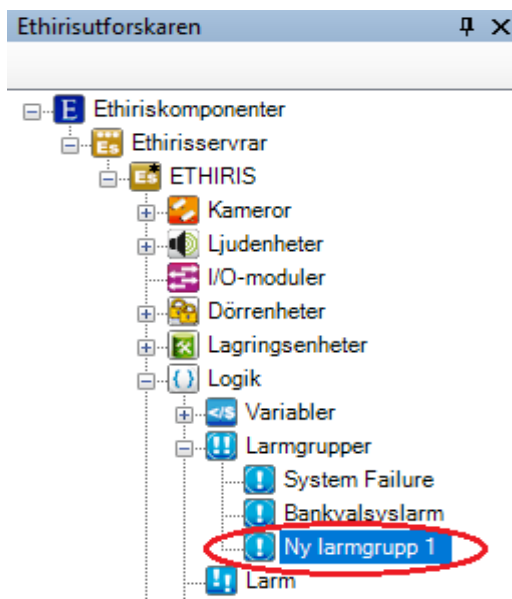 Ethirisutforskaren
Ethiriskomponenter
Ethirisservrar
ETHIRIS
Kameror
Ljudenheter
I/O-moduler
Dörrenheter
Lagringsenheter
Logik
Variabler
Larmgrupper
System Failure
Bankvalsyslarm
Ny larmgrupp 1
Larm